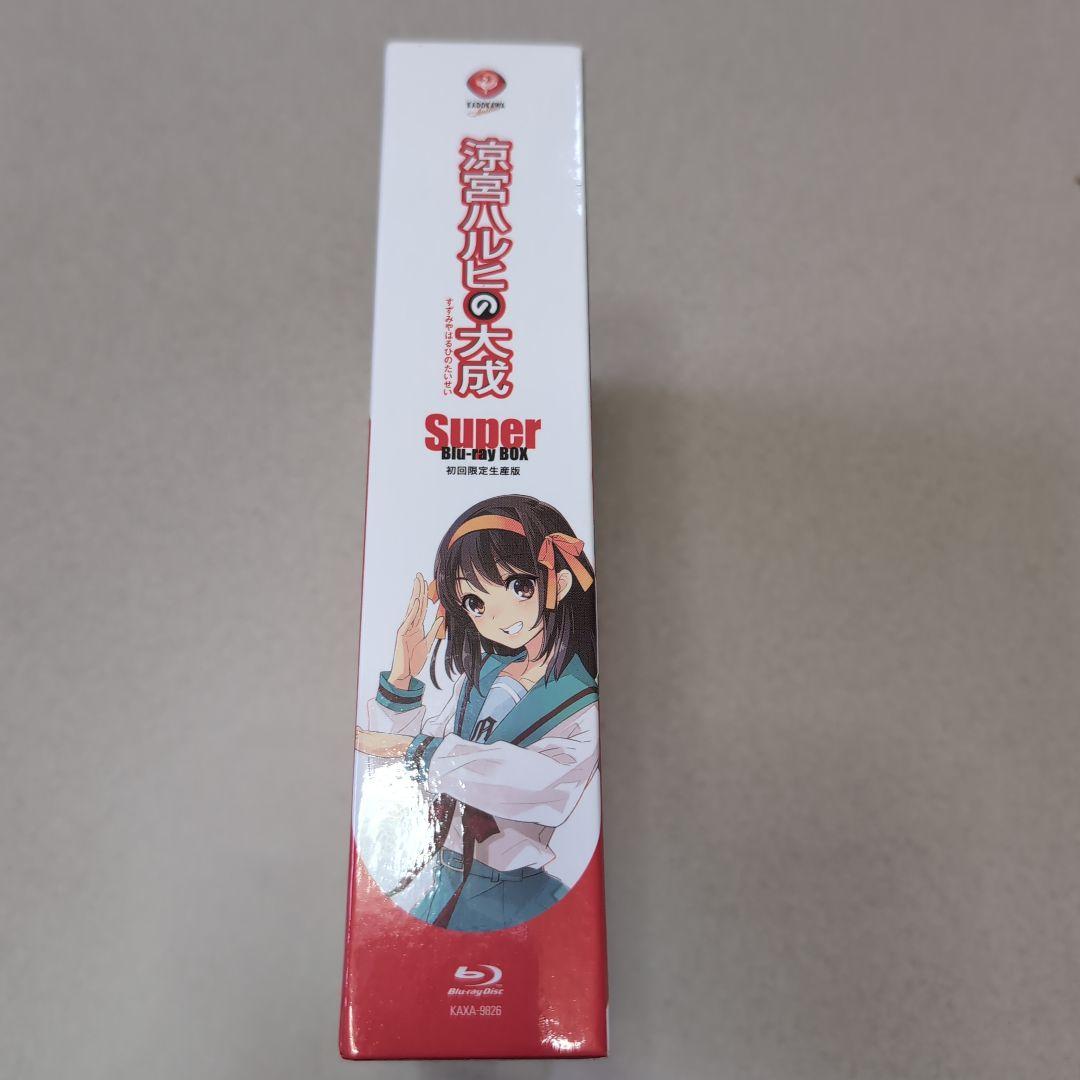 KADOKAWA
涼宮ハルヒの大成
すずみやはるひのたいせい
Super
Blu-ray BOX
初回限定生産版
Blu-ray Disc
KAXA-9826